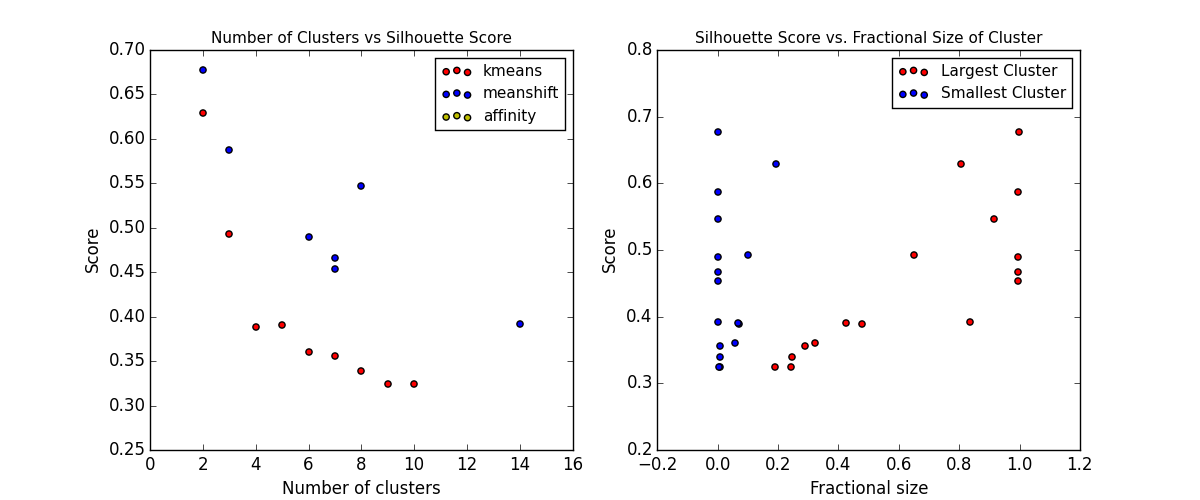 Number of Clusters vs Silhouette Score
0.70
0.65
0.60
0.55
0.50
0.45
0.40
0.35
0.30
0.25
Score
kmeans
meanshift
affinity
0 2 4 6 8 10 12 14 16
Number of clusters
Silhouette Score vs. Fractional Size of Cluster
0.8
0.7
0.6
0.5
0.4
0.3
0.2
Score
Largest Cluster
Smallest Cluster
−0.2 0.0 0.2 0.4 0.6 0.8 1.0 1.2
Fractional size